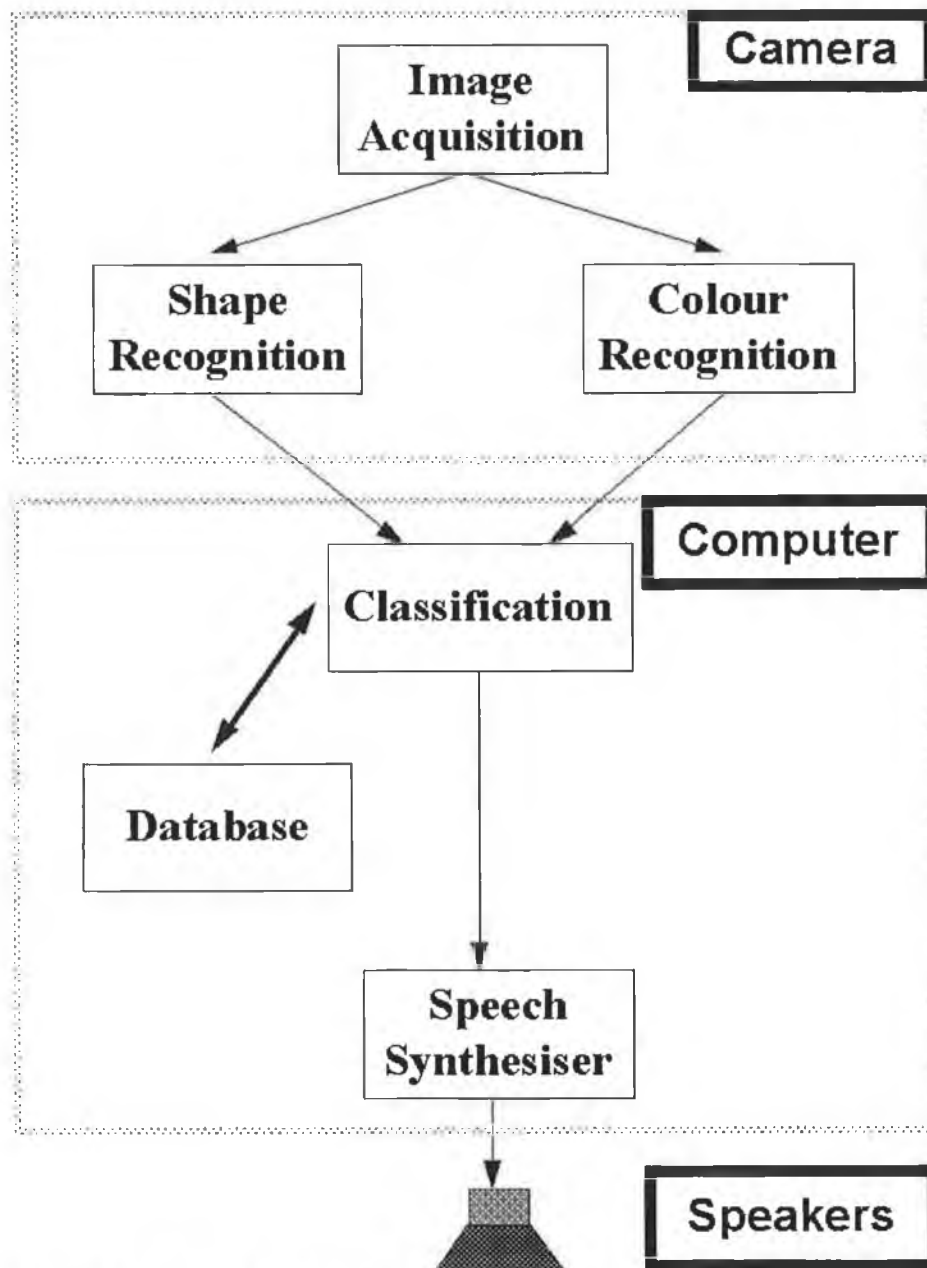 Camera
Image
Acquisition
Shape
Recognition
Colour
Recognition
Computer
Classification
Database
Speech
Synthesiser
Speakers